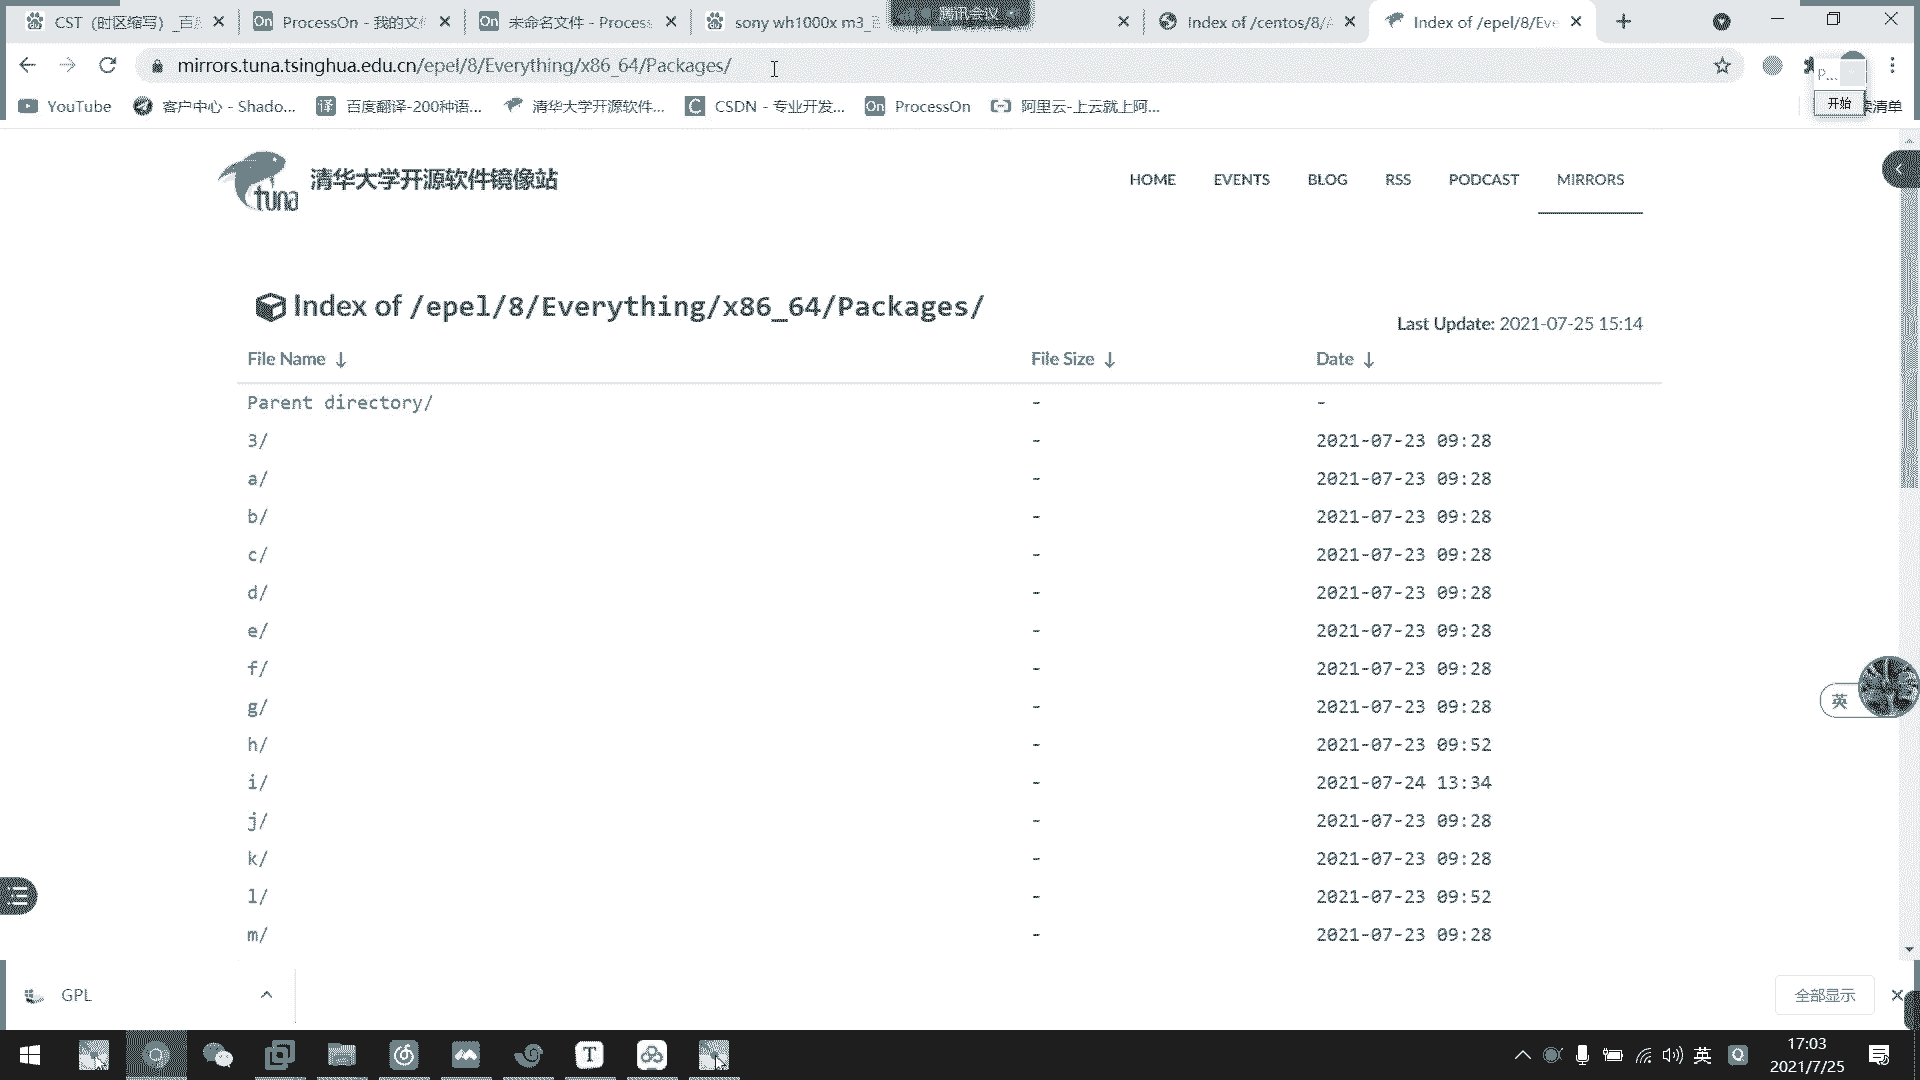 CST（时区缩写）_百
ProcessOn - 我的文
未命名文件 - Process
sony wh1000x m3_
腾讯会议
Index of /centos/8/
Index of /epel/8/Eve
mirrors.tuna.tsinghua.edu.cn/epel/8/Everything/x86_64/Packages/
P...
开始
YouTube
客户中心 - Shado...
译
百度翻译-200种语...
清华大学开源软件...
CSDN - 专业开发...
On
ProcessOn
阿里云-上云就上阿...
清单
tuna
清华大学开源软件镜像站
HOME
EVENTS
BLOG
RSS
PODCAST
MIRRORS
Index of /epel/8/Everything/x86_64/Packages/
Last Update: 2021-07-25 15:14
File Name ↓ File Size ↓ Date ↓
Parent directory/ - -
3/ - 2021-07-23 09:28
a/ - 2021-07-23 09:28
b/ - 2021-07-23 09:28
c/ - 2021-07-23 09:28
d/ - 2021-07-23 09:28
e/ - 2021-07-23 09:28
f/ - 2021-07-23 09:28
g/ - 2021-07-23 09:28
h/ - 2021-07-23 09:52
i/ - 2021-07-24 13:34
j/ - 2021-07-23 09:28
k/ - 2021-07-23 09:28
l/ - 2021-07-23 09:52
m/ - 2021-07-23 09:28
英
GPL
全部显示
T
英
17:03
2021/7/25